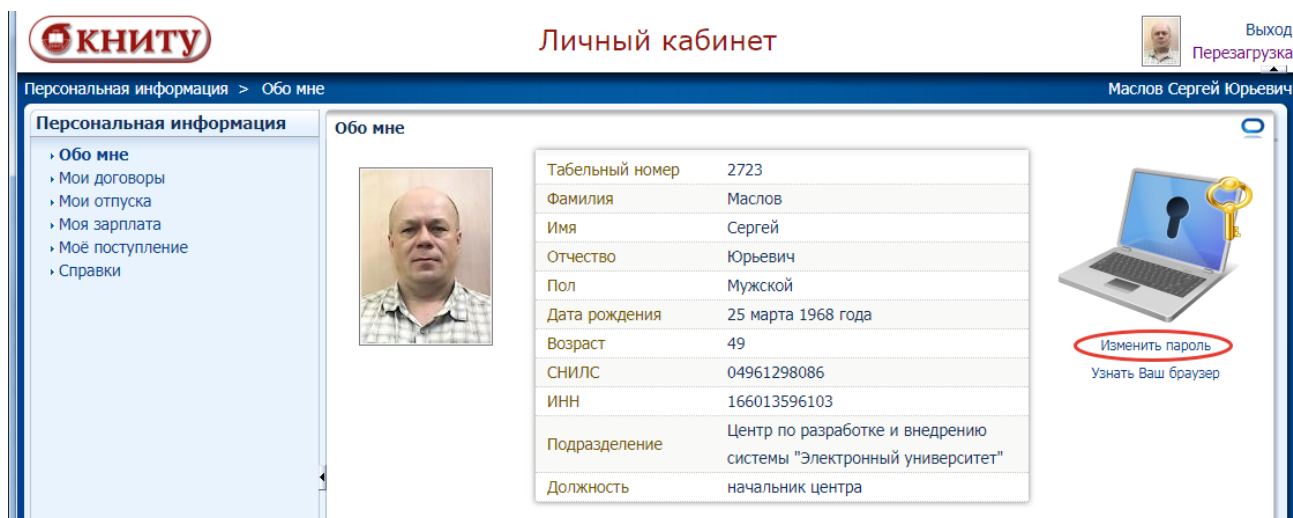 КНИТУ
Личный кабинет
Выход
Перезагрузка
Персональная информация > Обо мне
Маслов Сергей Юрьевич
Персональная информация
Обо мне
Мои договоры
Мои отпуска
Моя зарплата
Моё поступление
Справки
Обо мне
Табельный номер 2723
Фамилия Маслов
Имя Сергей
Отчество Юрьевич
Пол Мужской
Дата рождения 25 марта 1968 года
Возраст 49
СНИЛС 04961298086
ИНН 166013596103
Подразделение Центр по разработке и внедрению
системы "Электронный университет"
Должность начальник центра
Изменить пароль
Узнать Ваш браузер